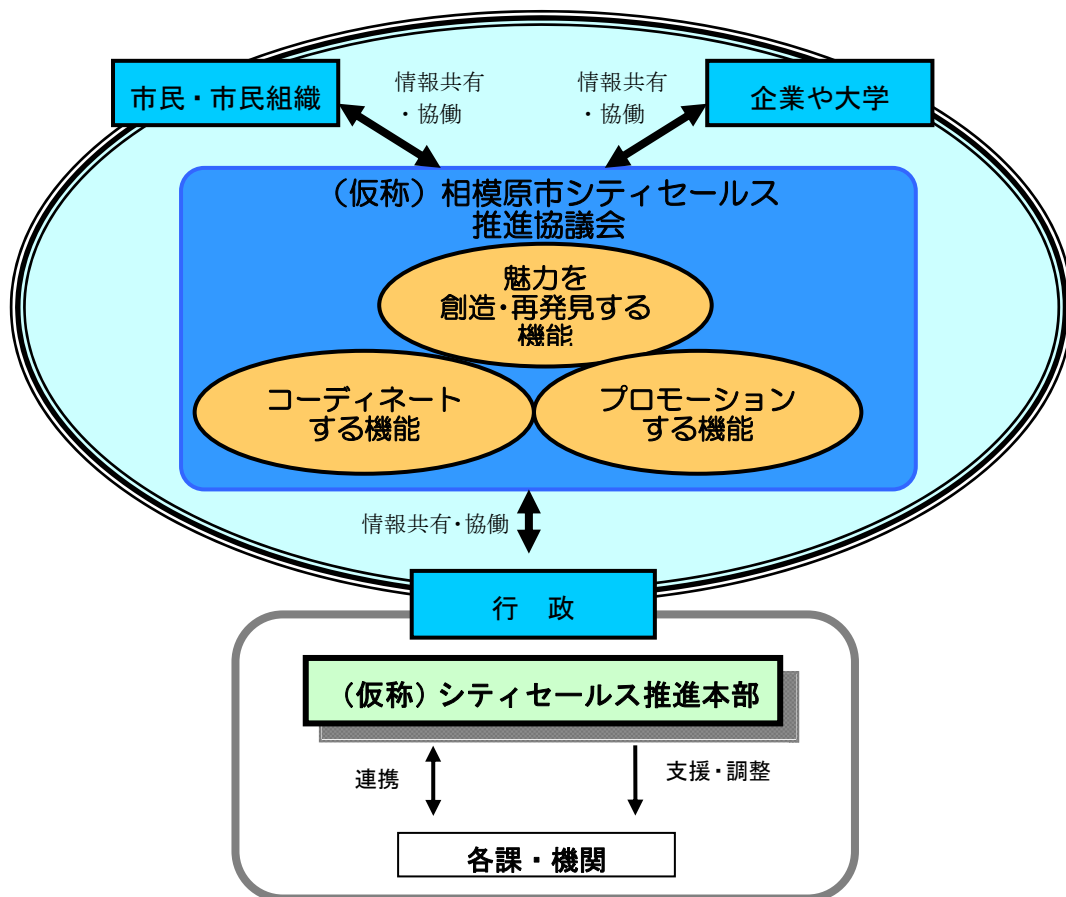 市民・市民組織
情報共有
・協働
情報共有
・協働
企業や大学
（仮称）相模原市シティセールス
推進協議会
魅力を
創造・再発見する
機能
コーディネート
する機能
プロモーション
する機能
情報共有・協働
行　政
（仮称）シティセールス推進本部
連携
支援・調整
各課・機関